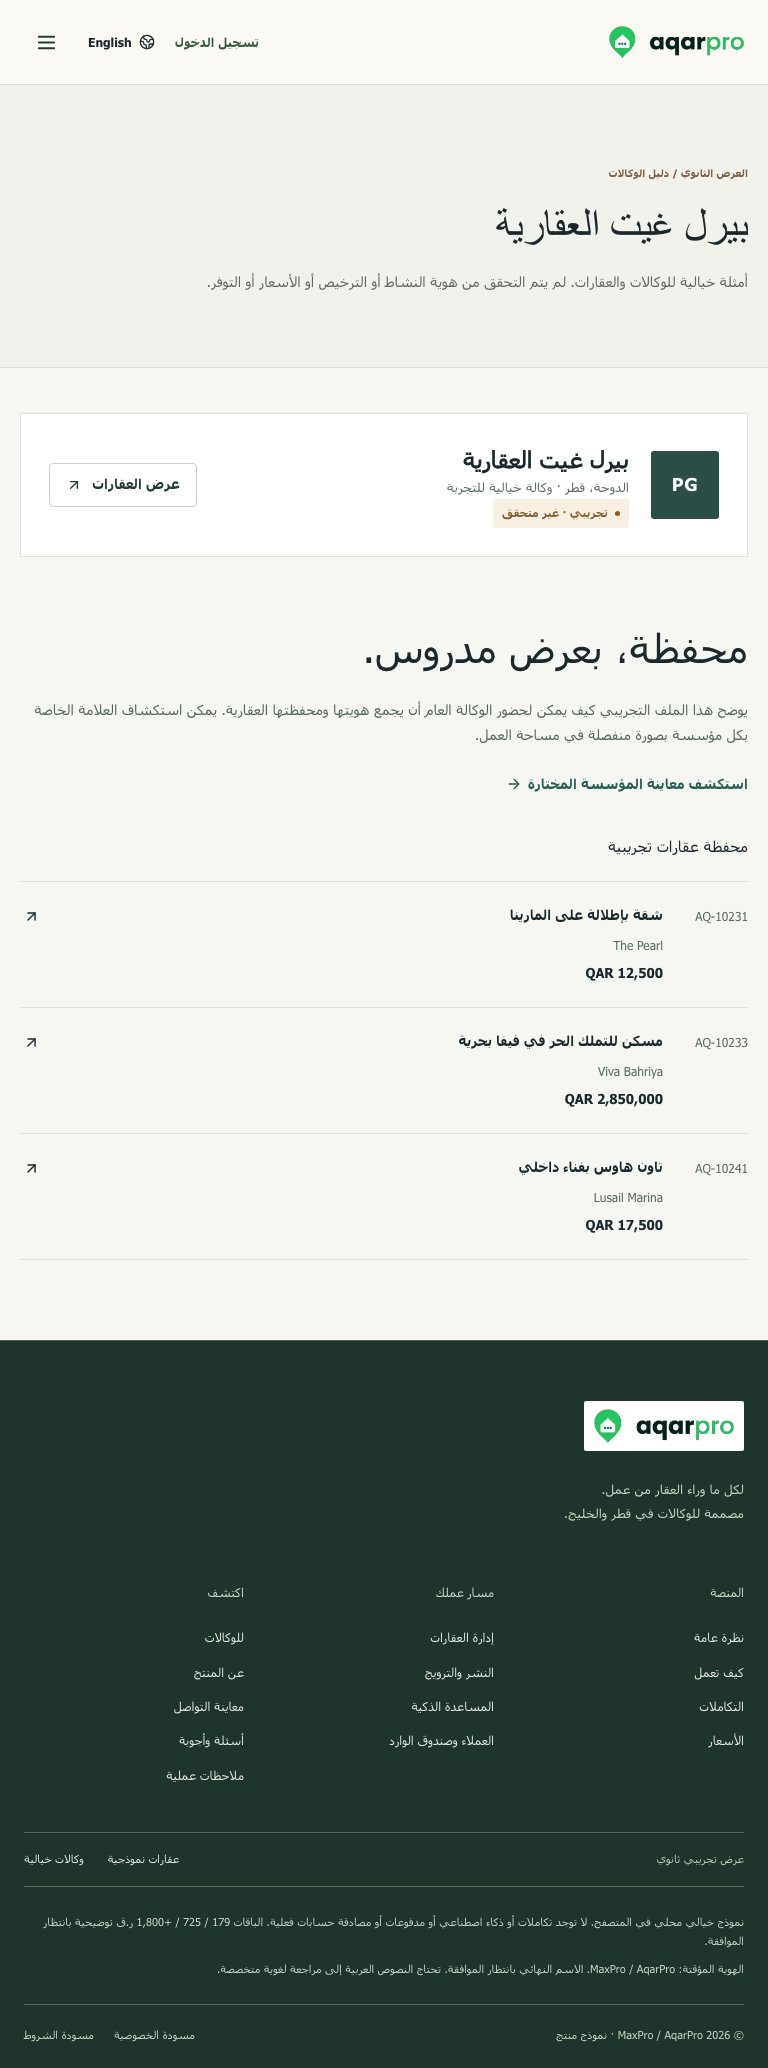 aqarpro
تسجيل الدخول
English
العرض الثانوي / دليل الوكالات
بيرل غيت العقارية
أمثلة خيالية للوكالات والعقارات. لم يتم التحقق من هوية النشاط أو الترخيص أو الأسعار أو التوفر.
PG
بيرل غيت العقارية
الدوحة، قطر · وكالة خيالية للتجربة
تجريبي · غير متحقق
عرض العقارات
محفظة، بعرض مدروس.
يوضح هذا الملف التجريبي كيف يمكن لحضور الوكالة العام أن يجمع هويتها ومحفظتها العقارية. يمكن استكشاف العلامة الخاصة
بكل مؤسسة بصورة منفصلة في مساحة العمل.
استكشف معاينة المؤسسة المختارة
محفظة عقارات تجريبية
AQ-10231
شقة بإطلالة على المارينا
The Pearl
QAR 12,500
AQ-10233
مسكن للتملك الحر في فيفا بحرية
Viva Bahriya
QAR 2,850,000
AQ-10241
تاون هاوس بفناء داخلي
Lusail Marina
QAR 17,500
aqarpro
لكل ما وراء العقار من عمل.
مصممة للوكالات في قطر والخليج.
المنصة
نظرة عامة
كيف تعمل
التكاملات
الأسعار
مسار عملك
إدارة العقارات
النشر والترويج
المساعدة الذكية
العملاء وصندوق الوارد
اكتشف
للوكالات
عن المنتج
معاينة التواصل
أسئلة وأجوبة
ملاحظات عملية
عرض تجريبي ثانوي
عقارات نموذجية
وكالات خيالية
نموذج خيالي محلي في المتصفح. لا توجد تكاملات أو ذكاء اصطناعي أو مدفوعات أو مصادقة حسابات فعلية. الباقات 179 / 725 / +1,800 ر.ق توضيحية بانتظار
الموافقة.
الهوية المؤقتة: MaxPro / AqarPro. الاسم النهائي بانتظار الموافقة. تحتاج النصوص العربية إلى مراجعة لغوية متخصصة.
© 2026 MaxPro / AqarPro · نموذج منتج
مسودة الخصوصية
مسودة الشروط